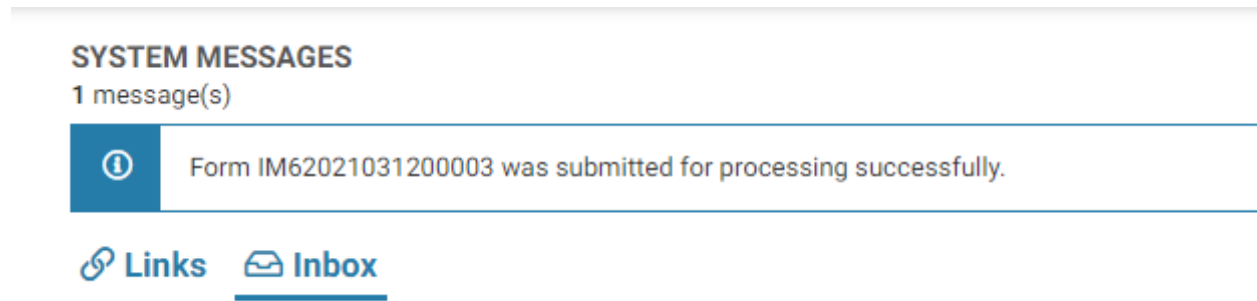 SYSTEM MESSAGES
1 message(s)
Form IM62021031200003 was submitted for processing successfully.
Links Inbox